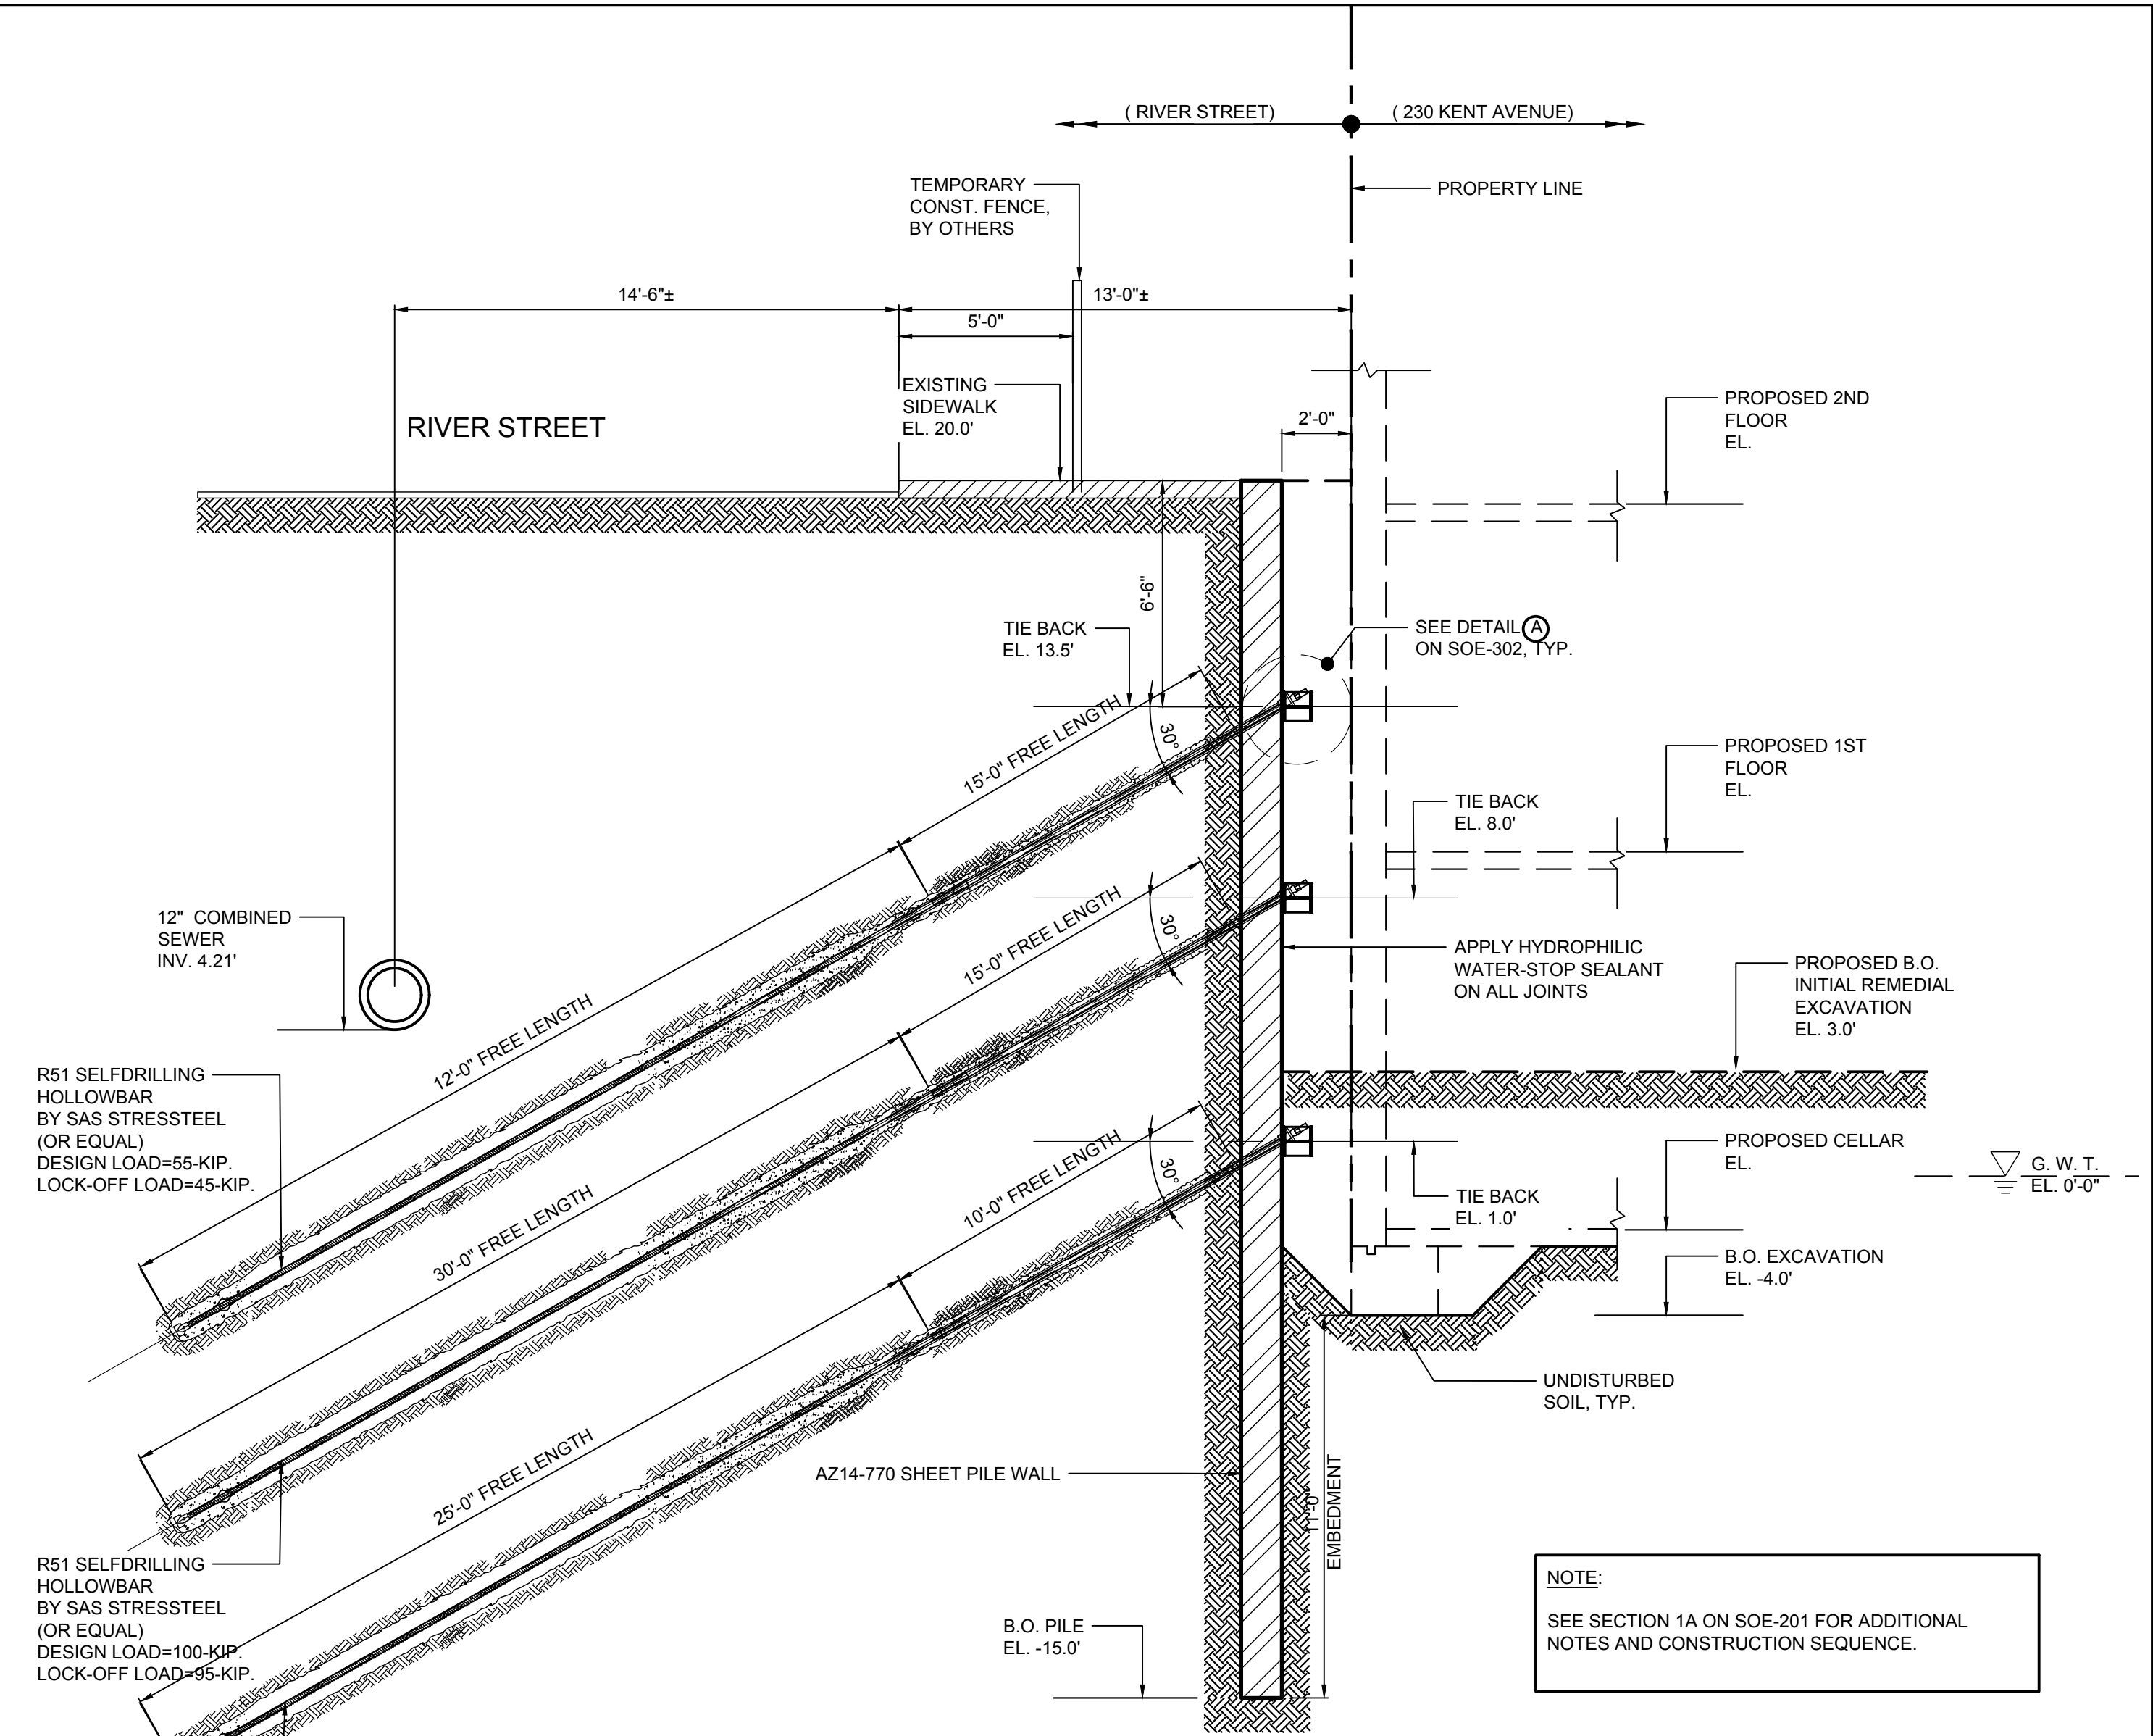 ( RIVER STREET)
( 230 KENT AVENUE)
TEMPORARY
CONST. FENCE,
BY OTHERS
PROPERTY LINE
14'-6"±
13'-0"±
5'-0"
EXISTING
SIDEWALK
EL. 20.0'
RIVER STREET
2'-0"
PROPOSED 2ND
FLOOR
EL.
6'-6"
TIE BACK
EL. 13.5'
SEE DETAIL A
ON SOE-302, TYP.
15'-0" FREE LENGTH
30°
PROPOSED 1ST
FLOOR
EL.
TIE BACK
EL. 8.0'
12" COMBINED
SEWER
INV. 4.21'
15'-0" FREE LENGTH
30°
APPLY HYDROPHILIC
WATER-STOP SEALANT
ON ALL JOINTS
PROPOSED B.O.
INITIAL REMEDIAL
EXCAVATION
EL. 3.0'
12'-0" FREE LENGTH
R51 SELFDRILLING
HOLLOWBAR
BY SAS STRESSTEEL
(OR EQUAL)
DESIGN LOAD=55-KIP.
LOCK-OFF LOAD=45-KIP.
10'-0" FREE LENGTH
30°
PROPOSED CELLAR
EL.
G. W. T.
EL. 0'-0"
TIE BACK
EL. 1.0'
30'-0" FREE LENGTH
B.O. EXCAVATION
EL. -4.0'
UNDISTURBED
SOIL, TYP.
25'-0" FREE LENGTH
AZ14-770 SHEET PILE WALL
11'-0"
EMBEDMENT
R51 SELFDRILLING
HOLLOWBAR
BY SAS STRESSTEEL
(OR EQUAL)
DESIGN LOAD=100-KIP.
LOCK-OFF LOAD=95-KIP.
B.O. PILE
EL. -15.0'
NOTE:
SEE SECTION 1A ON SOE-201 FOR ADDITIONAL
NOTES AND CONSTRUCTION SEQUENCE.